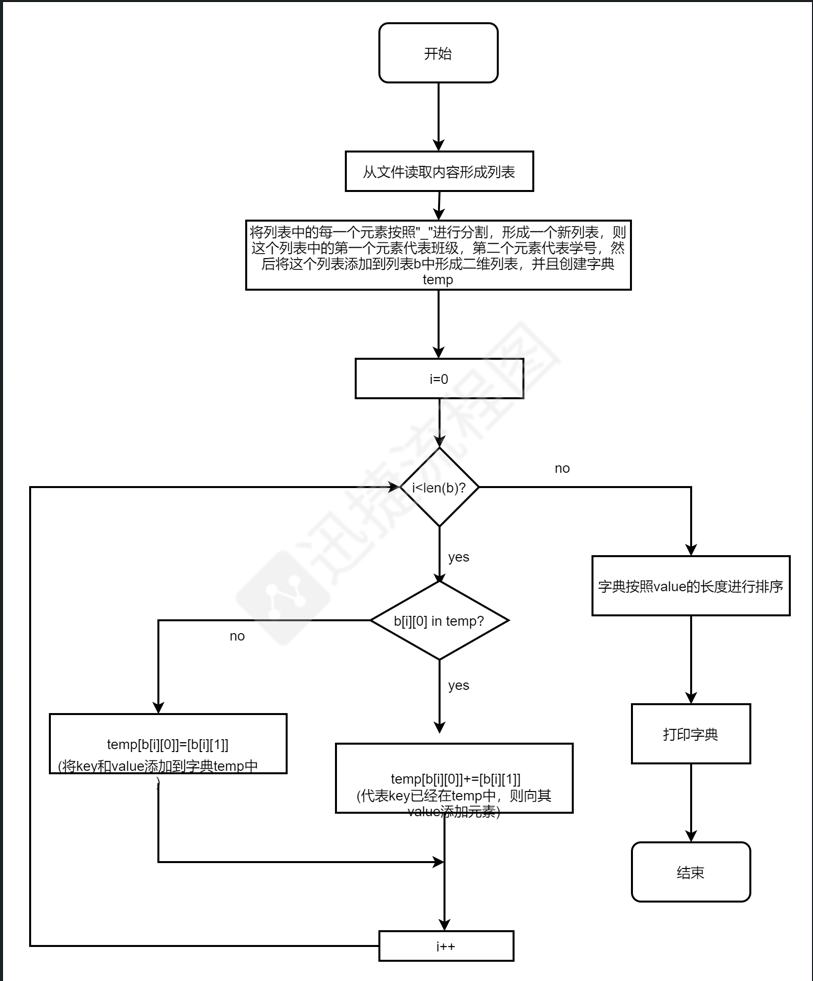 开始
从文件读取内容形成列表
将列表中的每一个元素按照"_"进行分割，形成一个新列表，则
这个列表中的第一个元素代表班级，第二个元素代表学号，然
后将这个列表添加到列表b中形成二维列表，并且创建字典
temp
i=0
i<len(b)?
no
yes
字典按照value的长度进行排序
b[i][0] in temp?
no
yes
打印字典
temp[b[i][0]]=[b[i][1]]
(将key和value添加到字典temp中
)
temp[b[i][0]]+=[b[i][1]]
(代表key已经在temp中，则向其
value添加元素)
结束
i++
迅捷流程图